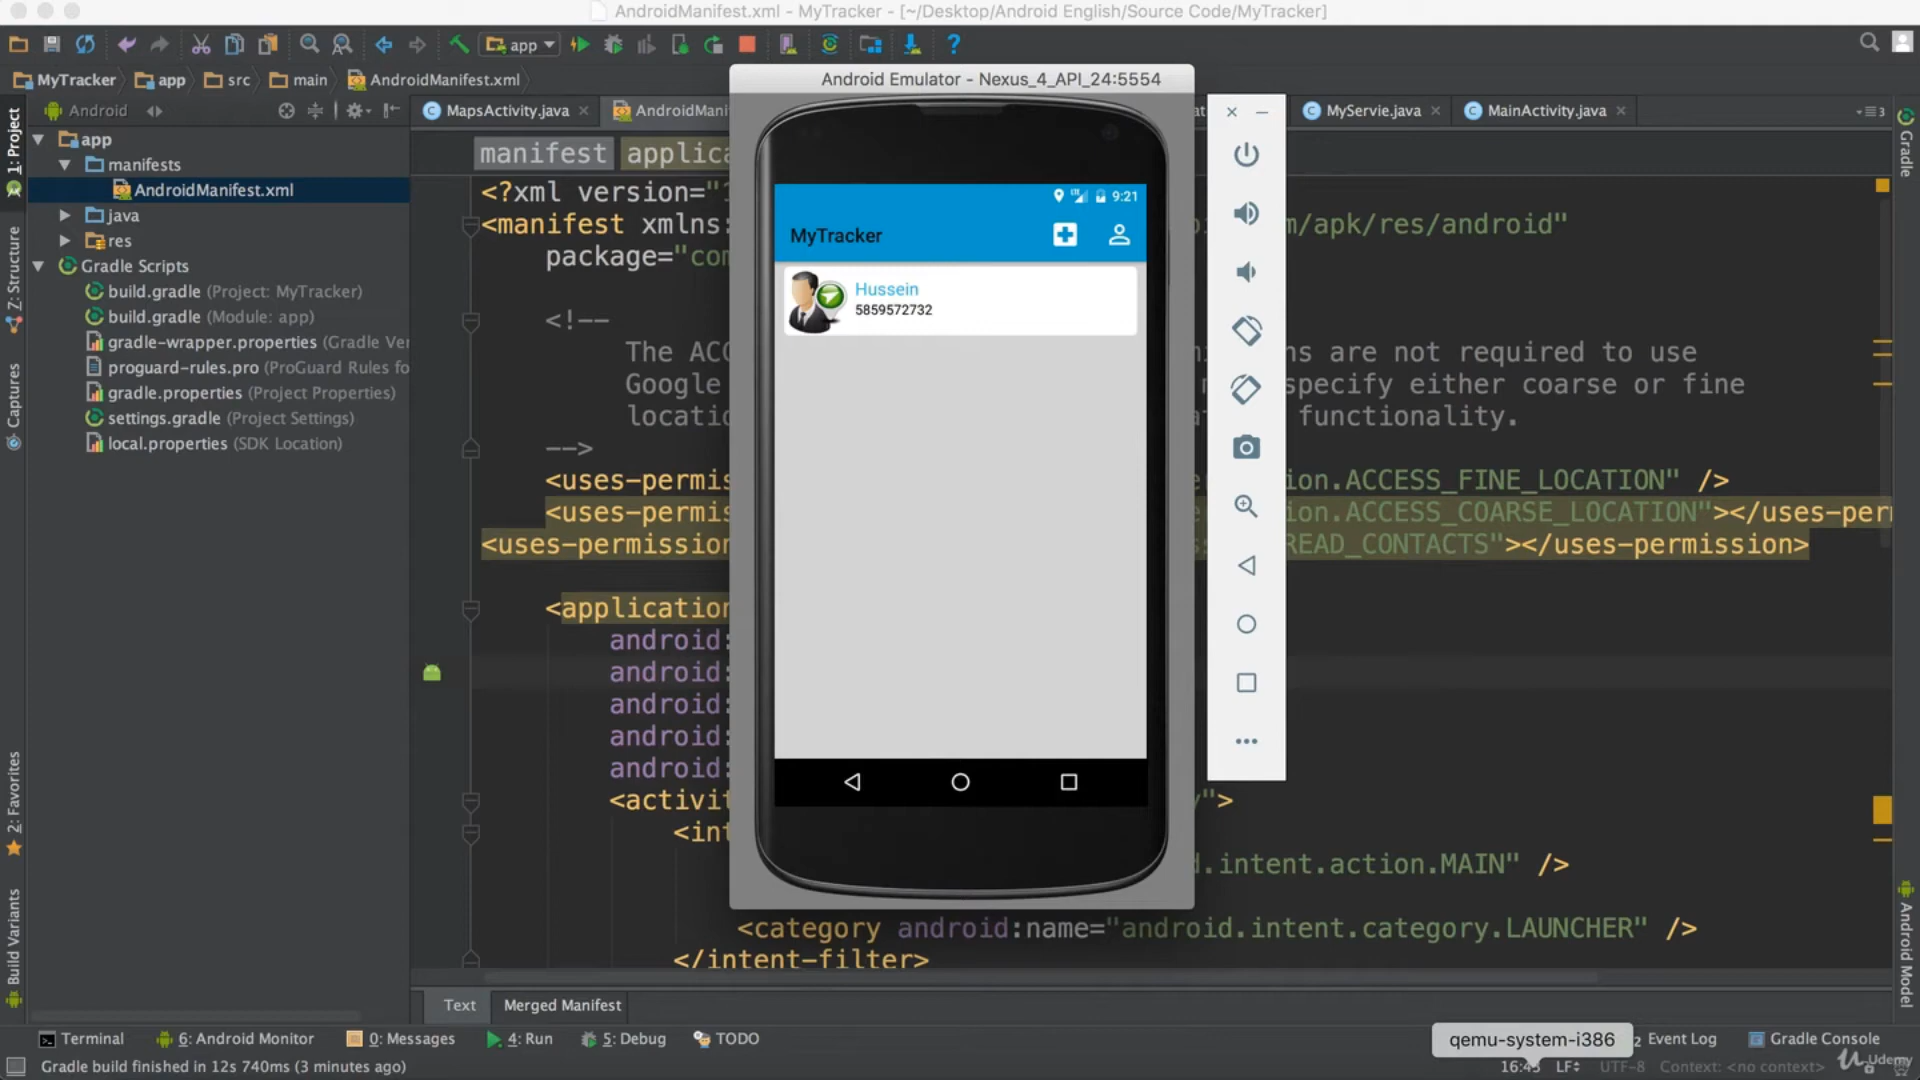 AndroidManifest.xml - MyTracker - [~/Desktop/Android English/Source Code/MyTracker]
app
MyTracker app src main AndroidManifest.xml
Android Emulator - Nexus_4_API_24:5554
Android
MapsActivity.java
MyServie.java
MainActivity.java
1: Project
Z: Structure
Captures
2: Favorites
Build Variants
app
manifests
AndroidManifest.xml
java
res
Gradle Scripts
build.gradle (Project: MyTracker)
build.gradle (Module: app)
gradle-wrapper.properties (Gradle Ver
proguard-rules.pro (ProGuard Rules fo
gradle.properties (Project Properties)
settings.gradle (Project Settings)
local.properties (SDK Location)
manifest applica
<?xml version="1
<manifest xmlns: m/apk/res/android"
package="com
<!--
The ACC ns are not required to use
Google specify either coarse or fine
locatio functionality.
-->
<uses-permis ion.ACCESS_FINE_LOCATION" />
<uses-permis ion.ACCESS_COARSE_LOCATION"></uses-perm
<uses-permission READ_CONTACTS"></uses-permission>
<application
android:
android:
android:
android:
android:
<activit ">
<int
d.intent.action.MAIN" />
<category android:name="android.intent.category.LAUNCHER" />
</intent-filter>
LTE 9:21
MyTracker
Hussein
5859572732
Gradle
Android Model
Text Merged Manifest
Terminal 6: Android Monitor 0: Messages 4: Run 5: Debug TODO
qemu-system-i386
2 Event Log Gradle Console
Gradle build finished in 12s 740ms (3 minutes ago)
16:43 LF÷ UTF-8 Context: <no context>
Udemy